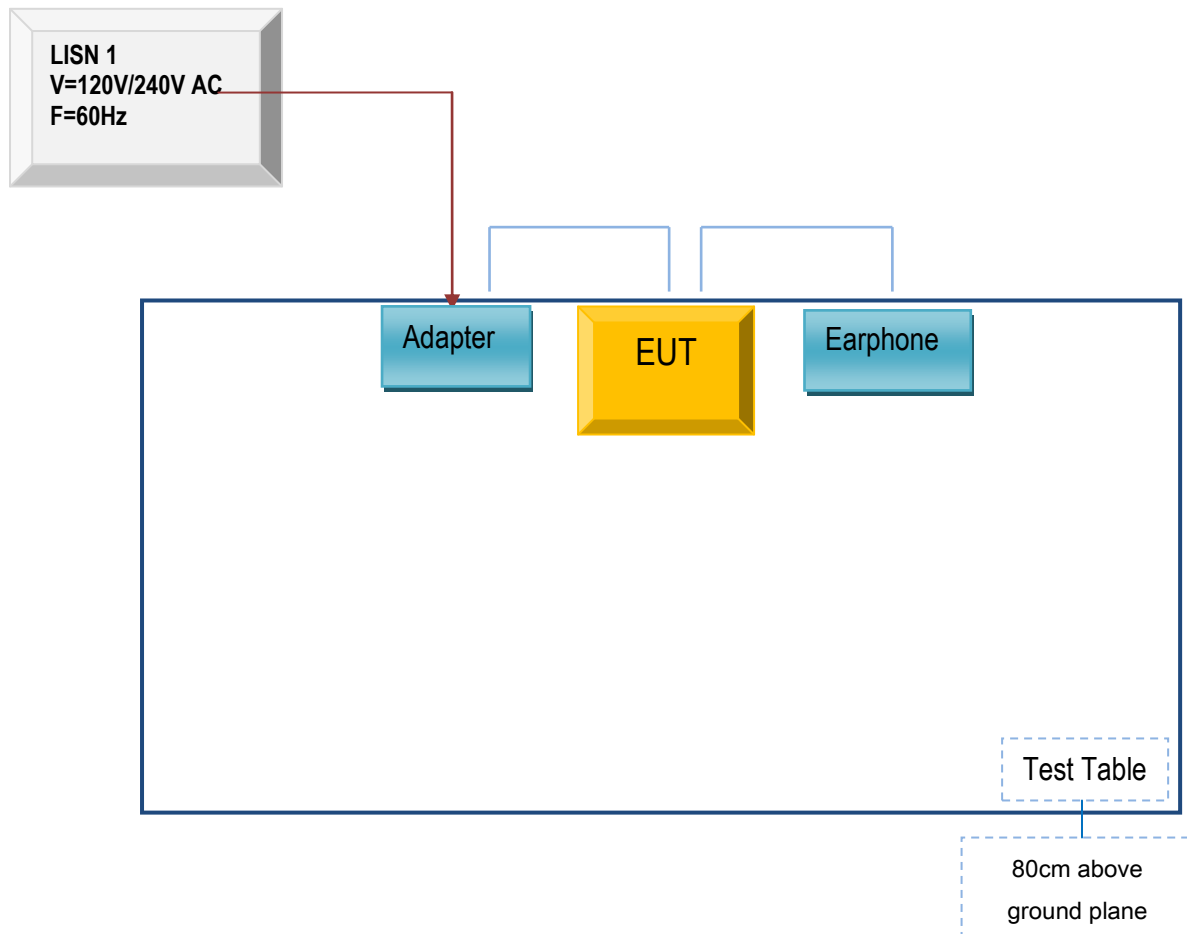 LISN 1
V=120V/240V AC
F=60Hz
Adapter
EUT
Earphone
Test Table
80cm above
ground plane